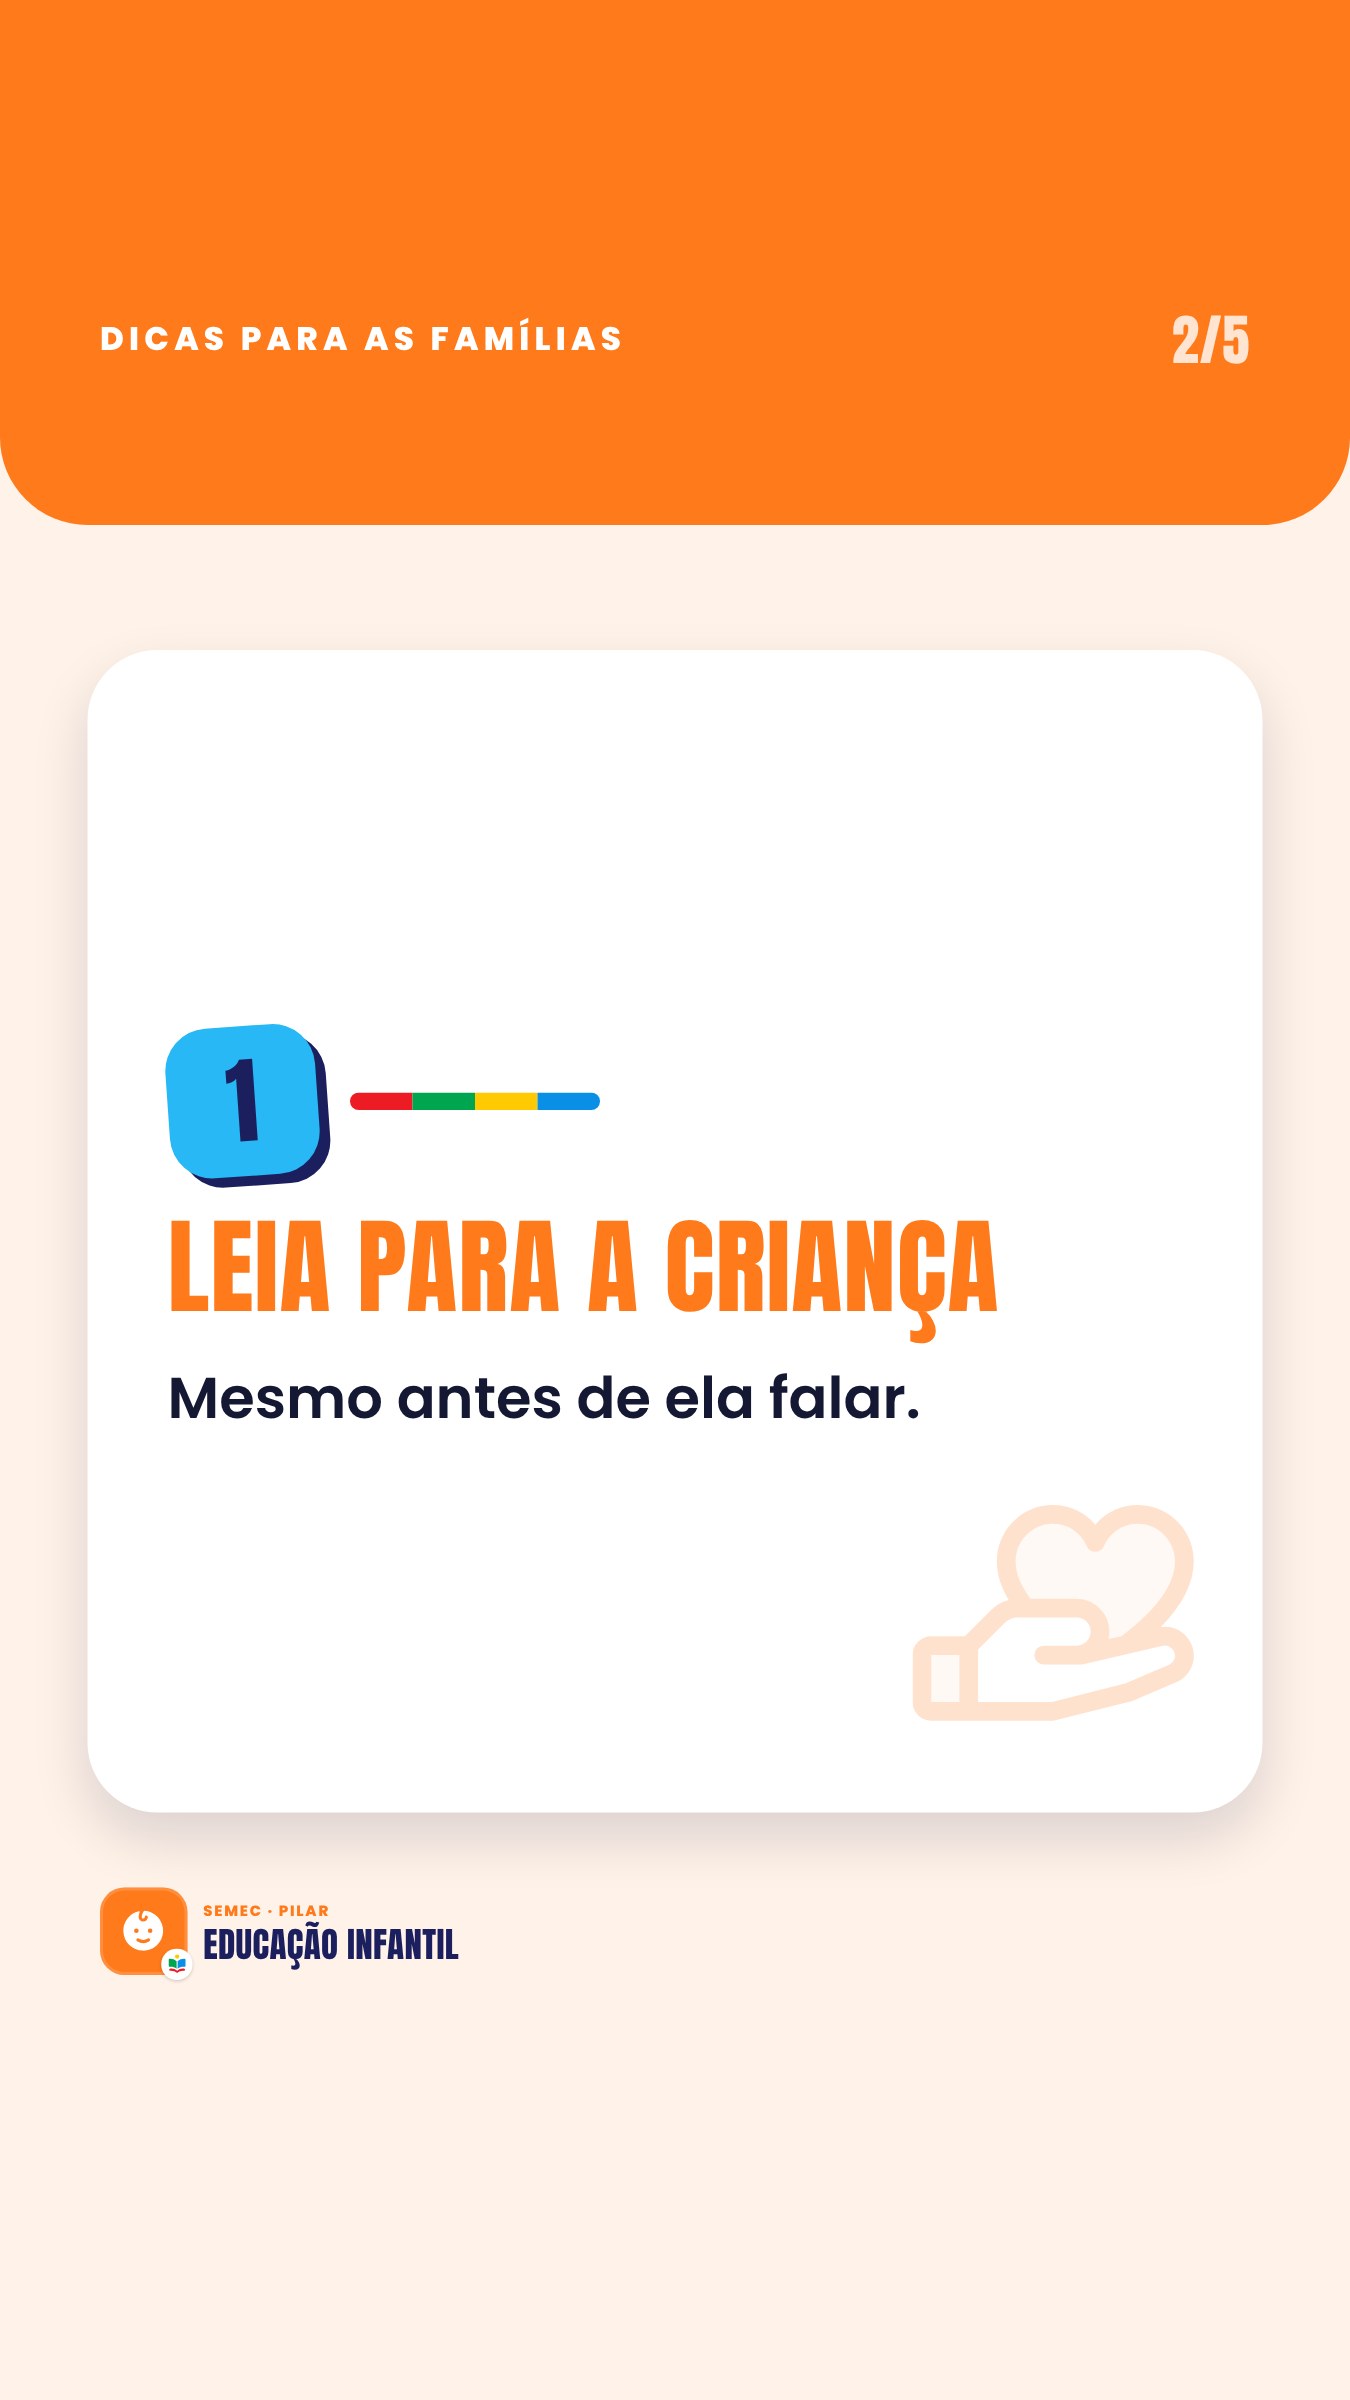 DICAS PARA AS FAMÍLIAS
2/5
1
LEIA PARA A CRIANÇA
Mesmo antes de ela falar.
SEMEC · PILAR
EDUCAÇÃO INFANTIL